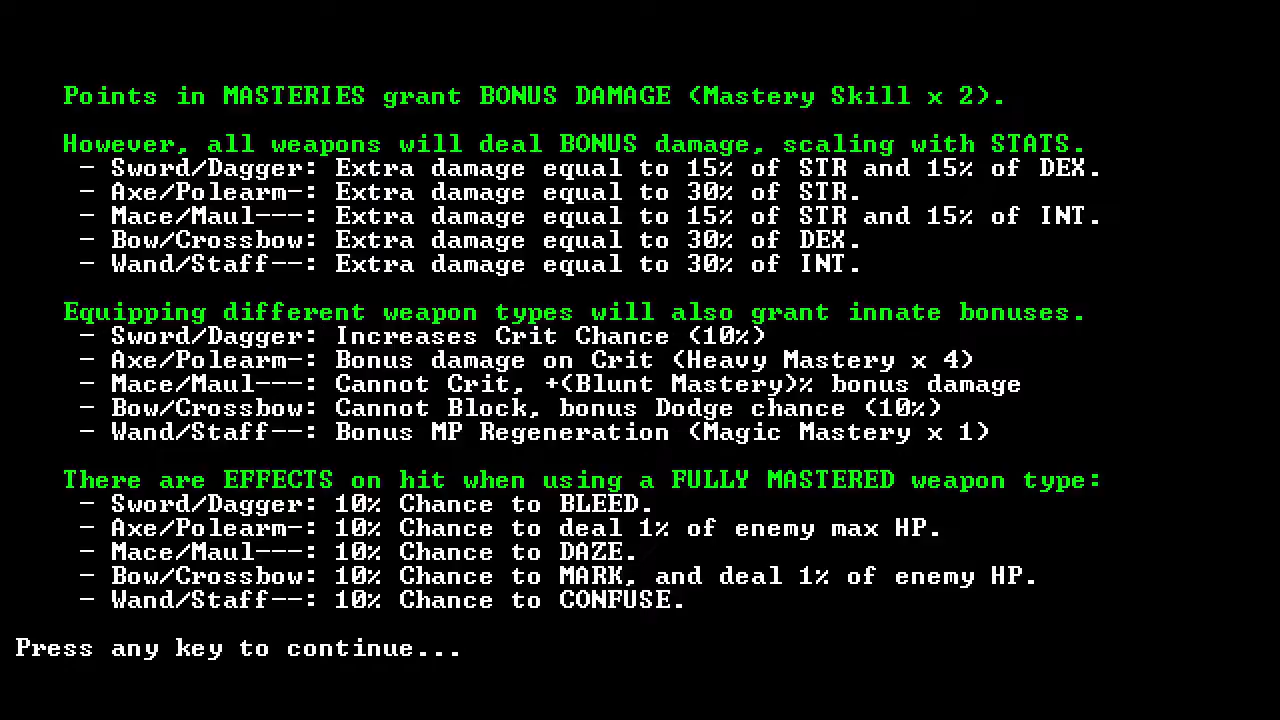 Points in MASTERIES grant BONUS DAMAGE (Mastery Skill x 2).
However, all weapons will deal BONUS damage, scaling with STATS.
- Sword/Dagger: Extra damage equal to 15% of STR and 15% of DEX.
- Axe/Polearm-: Extra damage equal to 30% of STR.
- Mace/Maul---: Extra damage equal to 15% of STR and 15% of INT.
- Bow/Crossbow: Extra damage equal to 30% of DEX.
- Wand/Staff--: Extra damage equal to 30% of INT.
Equipping different weapon types will also grant innate bonuses.
- Sword/Dagger: Increases Crit Chance (10%)
- Axe/Polearm-: Bonus damage on Crit (Heavy Mastery x 4)
- Mace/Maul---: Cannot Crit, +(Blunt Mastery)% bonus damage
- Bow/Crossbow: Cannot Block, bonus Dodge chance (10%)
- Wand/Staff--: Bonus MP Regeneration (Magic Mastery x 1)
There are EFFECTS on hit when using a FULLY MASTERED weapon type:
- Sword/Dagger: 10% Chance to BLEED.
- Axe/Polearm-: 10% Chance to deal 1% of enemy max HP.
- Mace/Maul---: 10% Chance to DAZE.
- Bow/Crossbow: 10% Chance to MARK, and deal 1% of enemy HP.
- Wand/Staff--: 10% Chance to CONFUSE.
Press any key to continue...